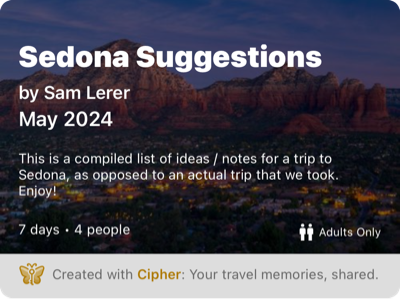 Sedona Suggestions
by Sam Lerer
May 2024
This is a compiled list of ideas / notes for a trip to
Sedona, as opposed to an actual trip that we took.
Enjoy!
7 days • 4 people
Adults Only
Created with Cipher: Your travel memories, shared.